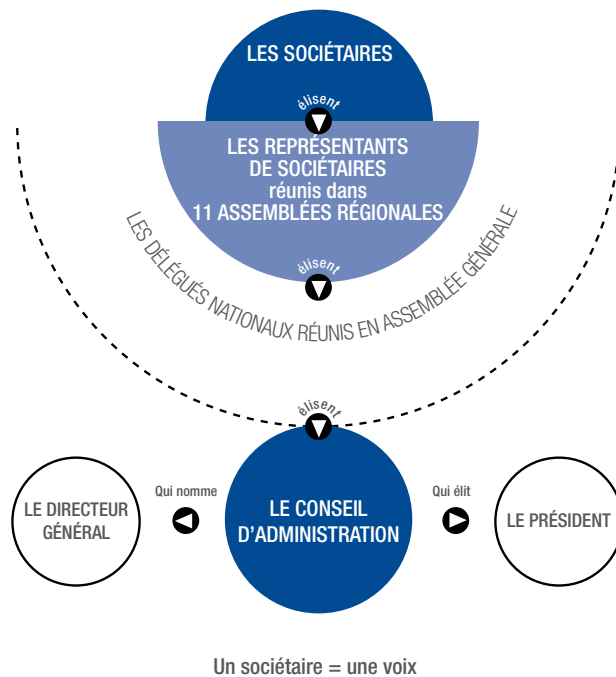 LES SOCIÉTAIRES
élisent
LES REPRÉSENTANTS
DE SOCIÉTAIRES
réunis dans
11 ASSEMBLÉES RÉGIONALES
élisent
LES DÉLÉGUÉS NATIONAUX RÉUNIS EN ASSEMBLÉE GÉNÉRALE
élisent
LE CONSEIL
D'ADMINISTRATION
Qui nomme
LE DIRECTEUR
GÉNÉRAL
Qui élit
LE PRÉSIDENT
Un sociétaire = une voix